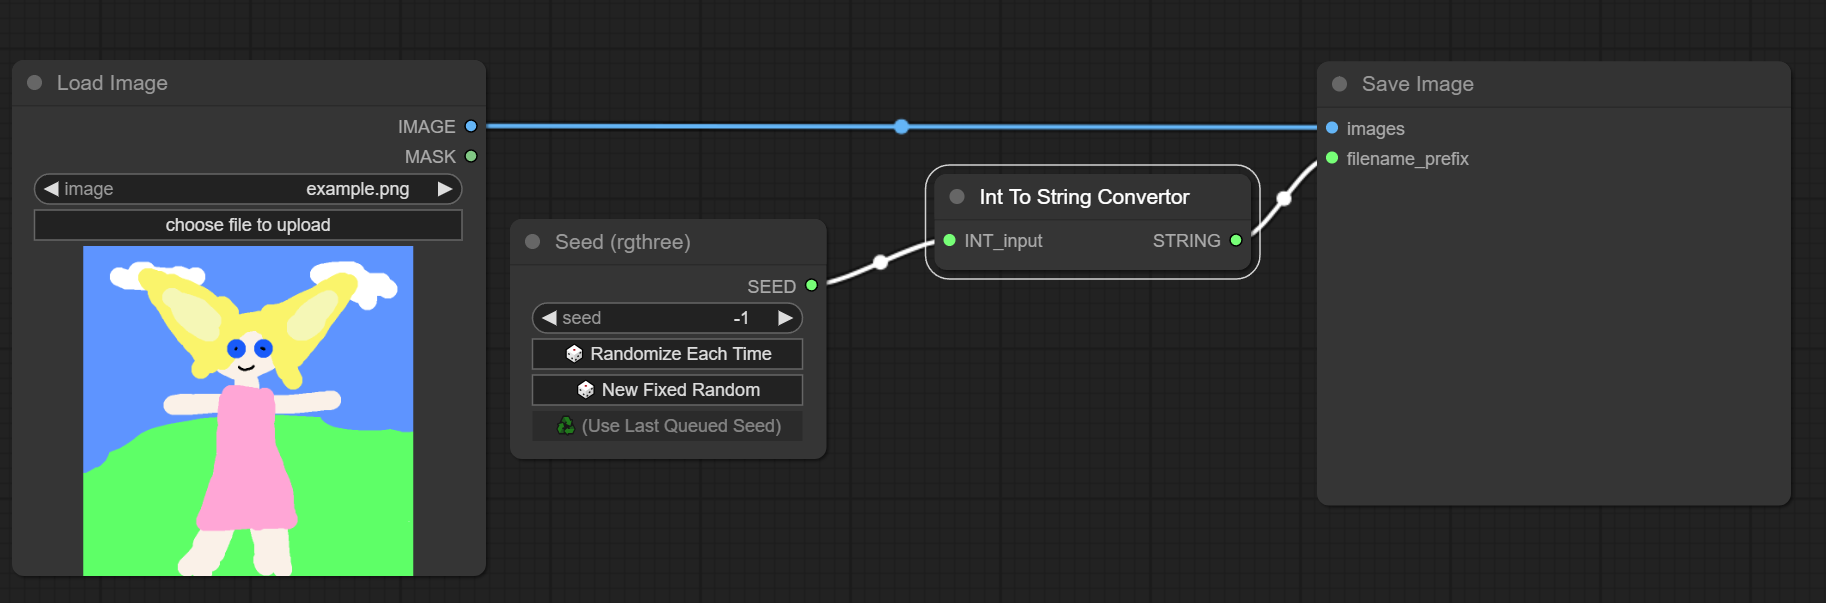 Load Image
IMAGE
MASK
image example.png
choose file to upload
Seed (rgthree)
SEED
seed -1
Randomize Each Time
New Fixed Random
(Use Last Queued Seed)
Int To String Convertor
INT_input STRING
Save Image
images
filename_prefix